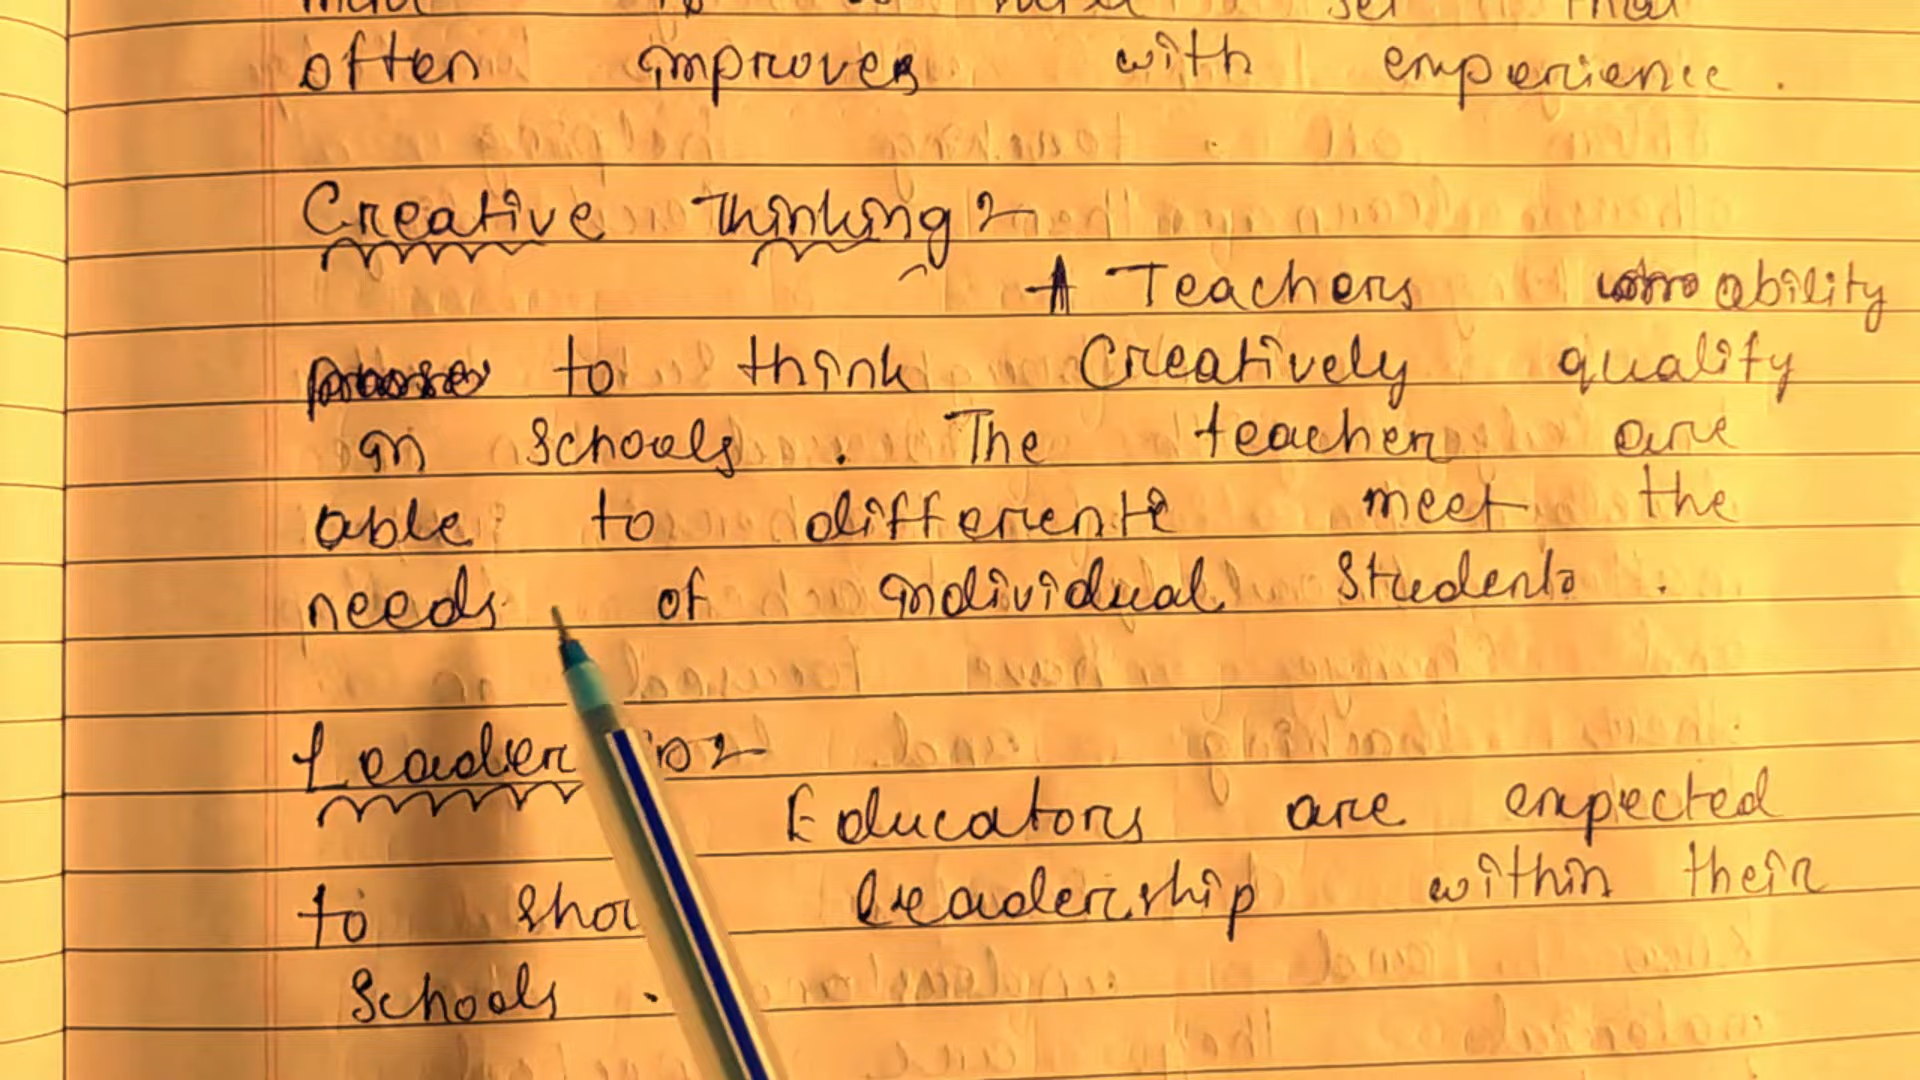 often improves with experience .
Creative Thinking :-
A Teachers ability
to think Creatively quality
in Schools . The teacher are
able to differenti meet the
needs of individual Students .
Leader
Educators are expected
to leadership within their
Schools .